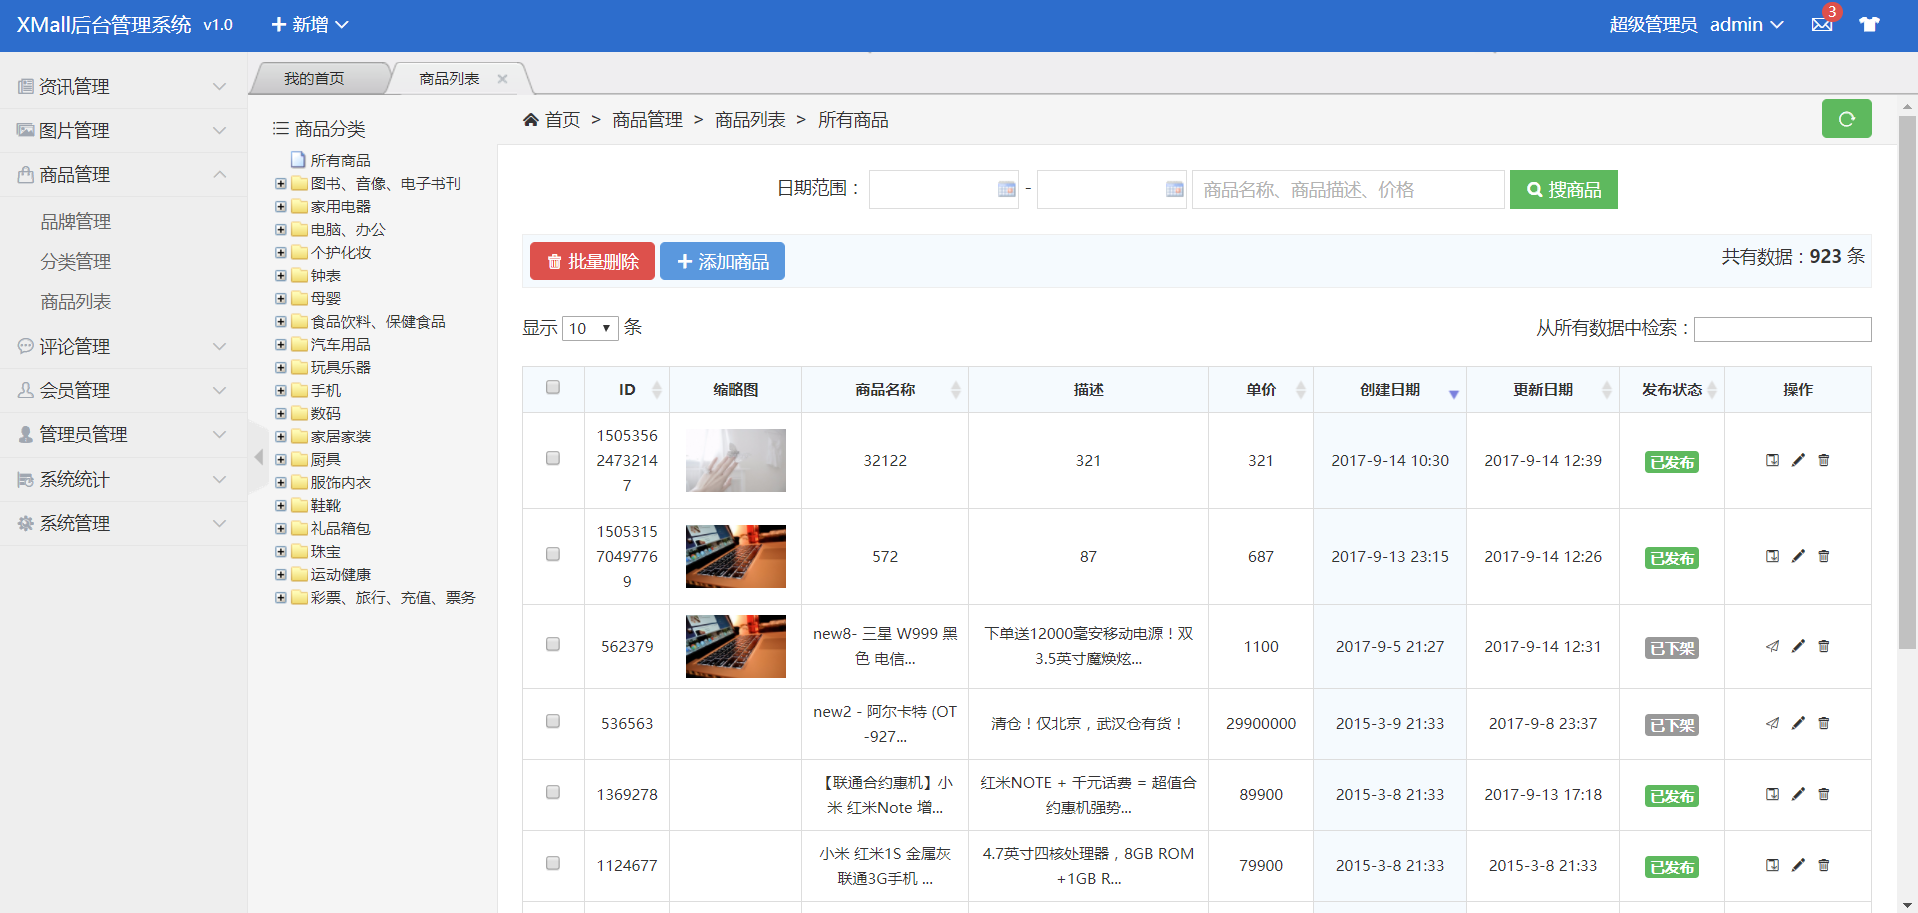 XMall后台管理系统 v1.0 新增 超级管理员 admin 3
资讯管理
图片管理
商品管理
品牌管理
分类管理
商品列表
评论管理
会员管理
管理员管理
系统统计
系统管理
我的首页 商品列表
商品分类
所有商品
图书、音像、电子书刊
家用电器
电脑、办公
个护化妆
钟表
母婴
食品饮料、保健食品
汽车用品
玩具乐器
手机
数码
家居家装
厨具
服饰内衣
鞋靴
礼品箱包
珠宝
运动健康
彩票、旅行、充值、票务
首页 > 商品管理 > 商品列表 > 所有商品
日期范围： - 商品名称、商品描述、价格 搜商品
批量删除 添加商品 共有数据：923 条
显示 10 条 从所有数据中检索：
ID 缩略图 商品名称 描述 单价 创建日期 更新日期 发布状态 操作
1505356
2473214
7
32122 321 321 2017-9-14 10:30 2017-9-14 12:39 已发布
1505315
7049776
9
572 87 687 2017-9-13 23:15 2017-9-14 12:26 已发布
562379
new8- 三星 W999 黑
色 电信...
下单送12000毫安移动电源！双
3.5英寸魔焕炫...
1100 2017-9-5 21:27 2017-9-14 12:31 已下架
536563
new2 - 阿尔卡特 (OT
-927...
清仓！仅北京，武汉仓有货！
29900000 2015-3-9 21:33 2017-9-8 23:37 已下架
1369278
【联通合约惠机】小
米 红米Note 增...
红米NOTE + 千元话费 = 超值合
约惠机强势...
89900 2015-3-8 21:33 2017-9-13 17:18 已发布
1124677
小米 红米1S 金属灰
联通3G手机 ...
4.7英寸四核处理器，8GB ROM
+1GB R...
79900 2015-3-8 21:33 2015-3-8 21:33 已发布